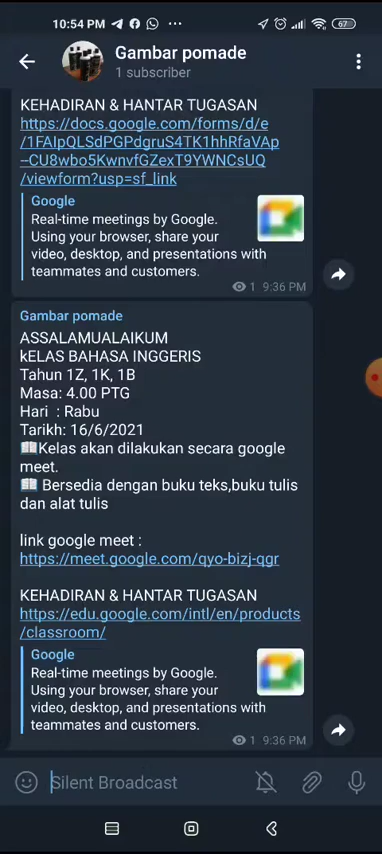 10:54 PM
67
Gambar pomade
1 subscriber
KEHADIRAN & HANTAR TUGASAN
https://docs.google.com/forms/d/e
/1FAIpQLSdPGPdgruS4TK1hhRfaVAp
--CU8wbo5KwnvfGZexT9YWNCsUQ
/viewform?usp=sf_link
Google
Real-time meetings by Google.
Using your browser, share your
video, desktop, and presentations with
teammates and customers.
1 9:36 PM
Gambar pomade
ASSALAMUALAIKUM
kELAS BAHASA INGGERIS
Tahun 1Z, 1K, 1B
Masa: 4.00 PTG
Hari : Rabu
Tarikh: 16/6/2021
📖Kelas akan dilakukan secara google
meet.
📖 Bersedia dengan buku teks,buku tulis
dan alat tulis
link google meet :
https://meet.google.com/qyo-bizj-qgr
KEHADIRAN & HANTAR TUGASAN
https://edu.google.com/intl/en/products
/classroom/
Google
Real-time meetings by Google.
Using your browser, share your
video, desktop, and presentations with
teammates and customers.
1 9:36 PM
Silent Broadcast